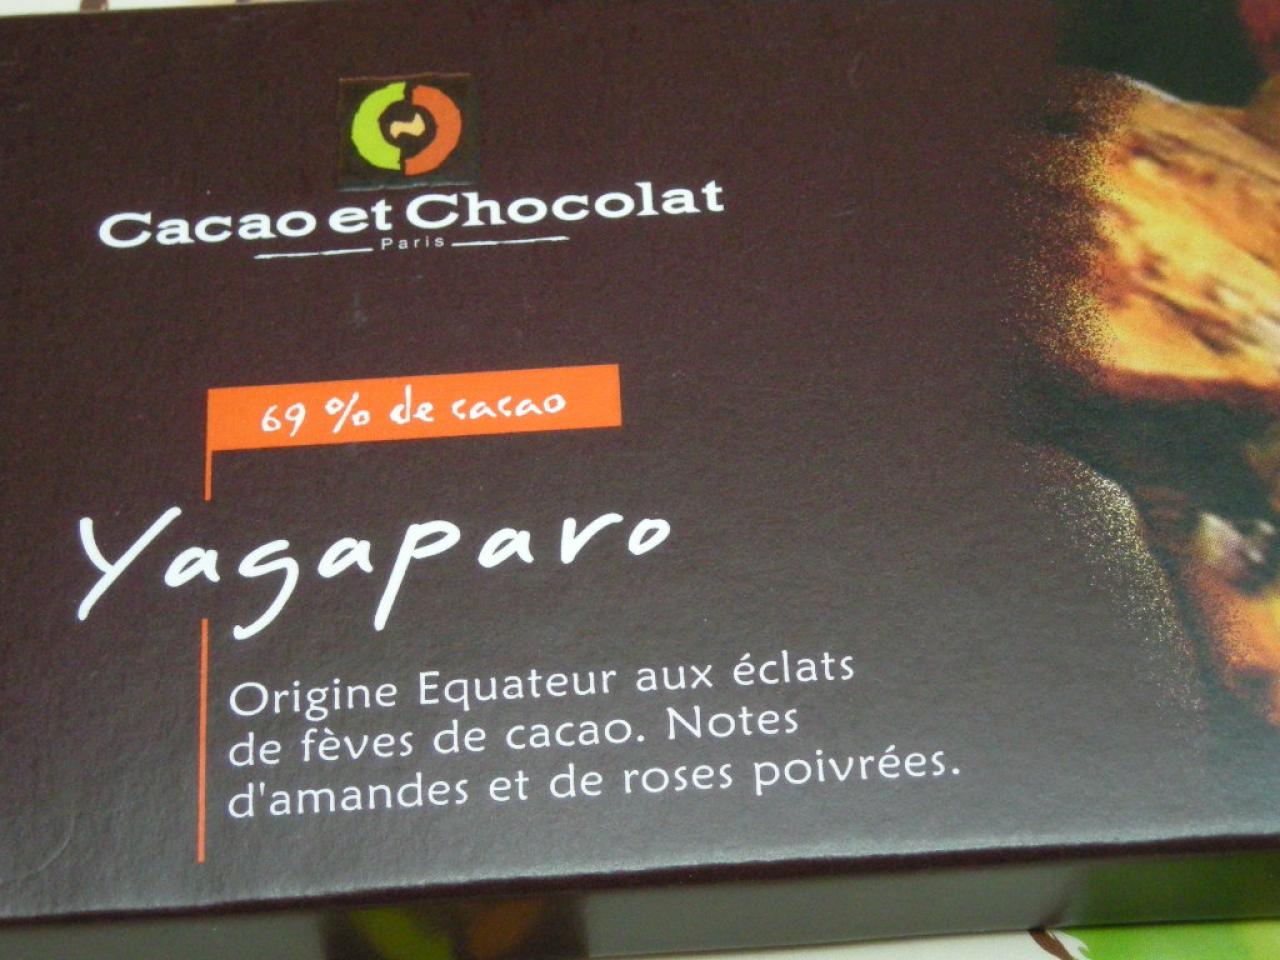 Cacao et Chocolat
Paris
69 % de cacao
Yagaparo
Origine Equateur aux éclats
de fèves de cacao. Notes
d'amandes et de roses poivrées.